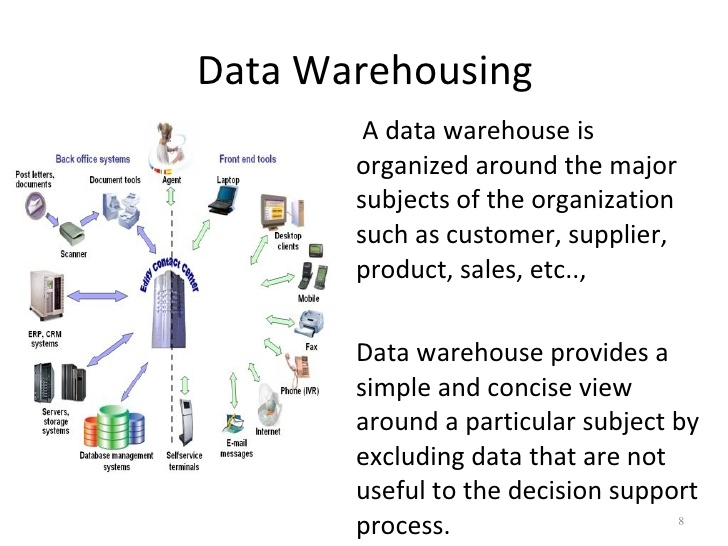 Data Warehousing
Back office systems
Front end tools
Post letters,
documents
Document tools
Agent
Laptop
Scanner
Desktop
clients
Edify Contact Center
Mobile
ERP, CRM
systems
Fax
Phone (IVR)
Servers,
storage
systems
Internet
E-mail
messages
Database management
systems
Selfservice
terminals
A data warehouse is
organized around the major
subjects of the organization
such as customer, supplier,
product, sales, etc..,
Data warehouse provides a
simple and concise view
around a particular subject by
excluding data that are not
useful to the decision support
process.
8